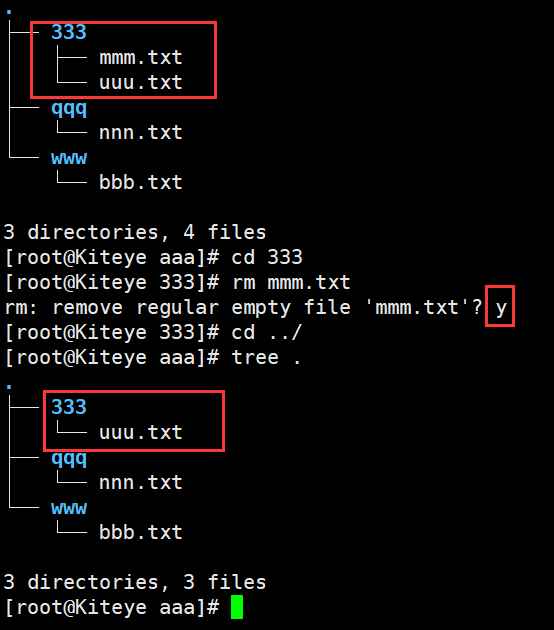 .
├── 333
│   ├── mmm.txt
│   └── uuu.txt
├── qqq
│   └── nnn.txt
└── www
    └── bbb.txt
3 directories, 4 files
[root@Kiteye aaa]# cd 333
[root@Kiteye 333]# rm mmm.txt
rm: remove regular empty file 'mmm.txt'? y
[root@Kiteye 333]# cd ../
[root@Kiteye aaa]# tree .
.
├── 333
│   └── uuu.txt
├── qqq
│   └── nnn.txt
└── www
    └── bbb.txt
3 directories, 3 files
[root@Kiteye aaa]#